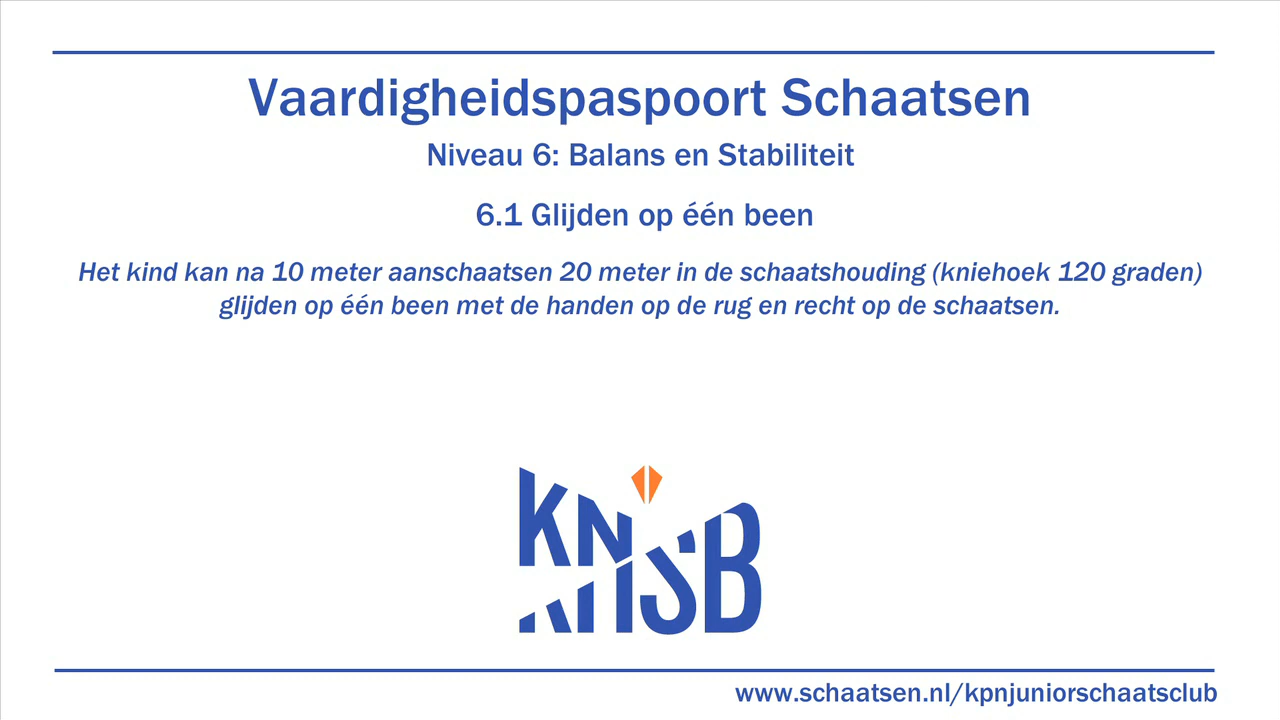 Vaardigheidspaspoort Schaatsen
Niveau 6: Balans en Stabiliteit
6.1 Glijden op één been
Het kind kan na 10 meter aanschaatsen 20 meter in de schaatshouding (kniehoek 120 graden)
glijden op één been met de handen op de rug en recht op de schaatsen.
KNSB
www.schaatsen.nl/kpnjuniorschaatsclub